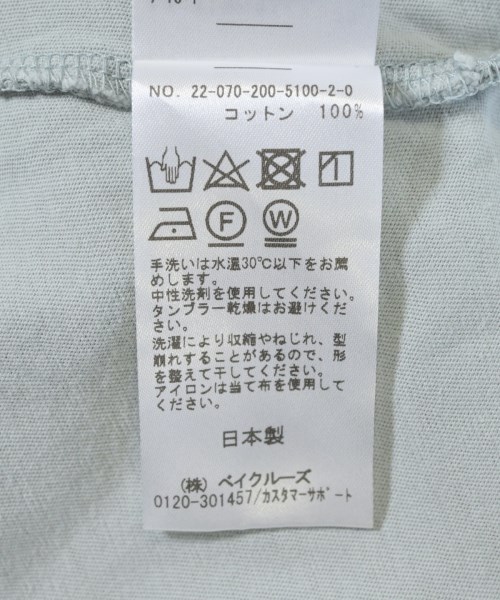 NO. 22-070-200-5100-2-0
コットン 100%
F W
手洗いは水温30℃以下をお薦
めします。
中性洗剤を使用してください。
タンブラー乾燥はお避けくださ
い。
洗濯により収縮やねじれ、型
崩れすることがあるので、形
を整えて干してください。
アイロンは当て布を使用して
ください。
日本製
(株) ベイクルーズ
0120-301457/カスタマーサポート